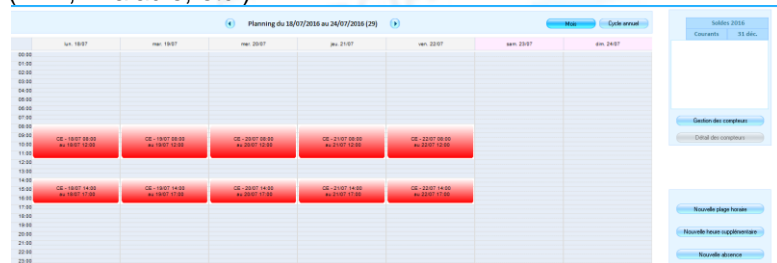 Planning du 18/07/2016 au 24/07/2016 (29)
Mois
Cycle annuel
Soldes 2016
Courants 31 déc.
lun. 18/07 mar. 19/07 mer. 20/07 jeu. 21/07 ven. 22/07 sam. 23/07 dim. 24/07
00:00
01:00
02:00
03:00
04:00
05:00
06:00
07:00
08:00
09:00
10:00
11:00
12:00
13:00
14:00
15:00
16:00
17:00
18:00
19:00
20:00
21:00
22:00
23:00
CE - 18/07 08:00
au 18/07 12:00
CE - 19/07 08:00
au 19/07 12:00
CE - 20/07 08:00
au 20/07 12:00
CE - 21/07 08:00
au 21/07 12:00
CE - 22/07 08:00
au 22/07 12:00
CE - 18/07 14:00
au 18/07 17:00
CE - 19/07 14:00
au 19/07 17:00
CE - 20/07 14:00
au 20/07 17:00
CE - 21/07 14:00
au 21/07 17:00
CE - 22/07 14:00
au 22/07 17:00
Gestion des compteurs
Détail des compteurs
Nouvelle plage horaire
Nouvelle heure supplémentaire
Nouvelle absence